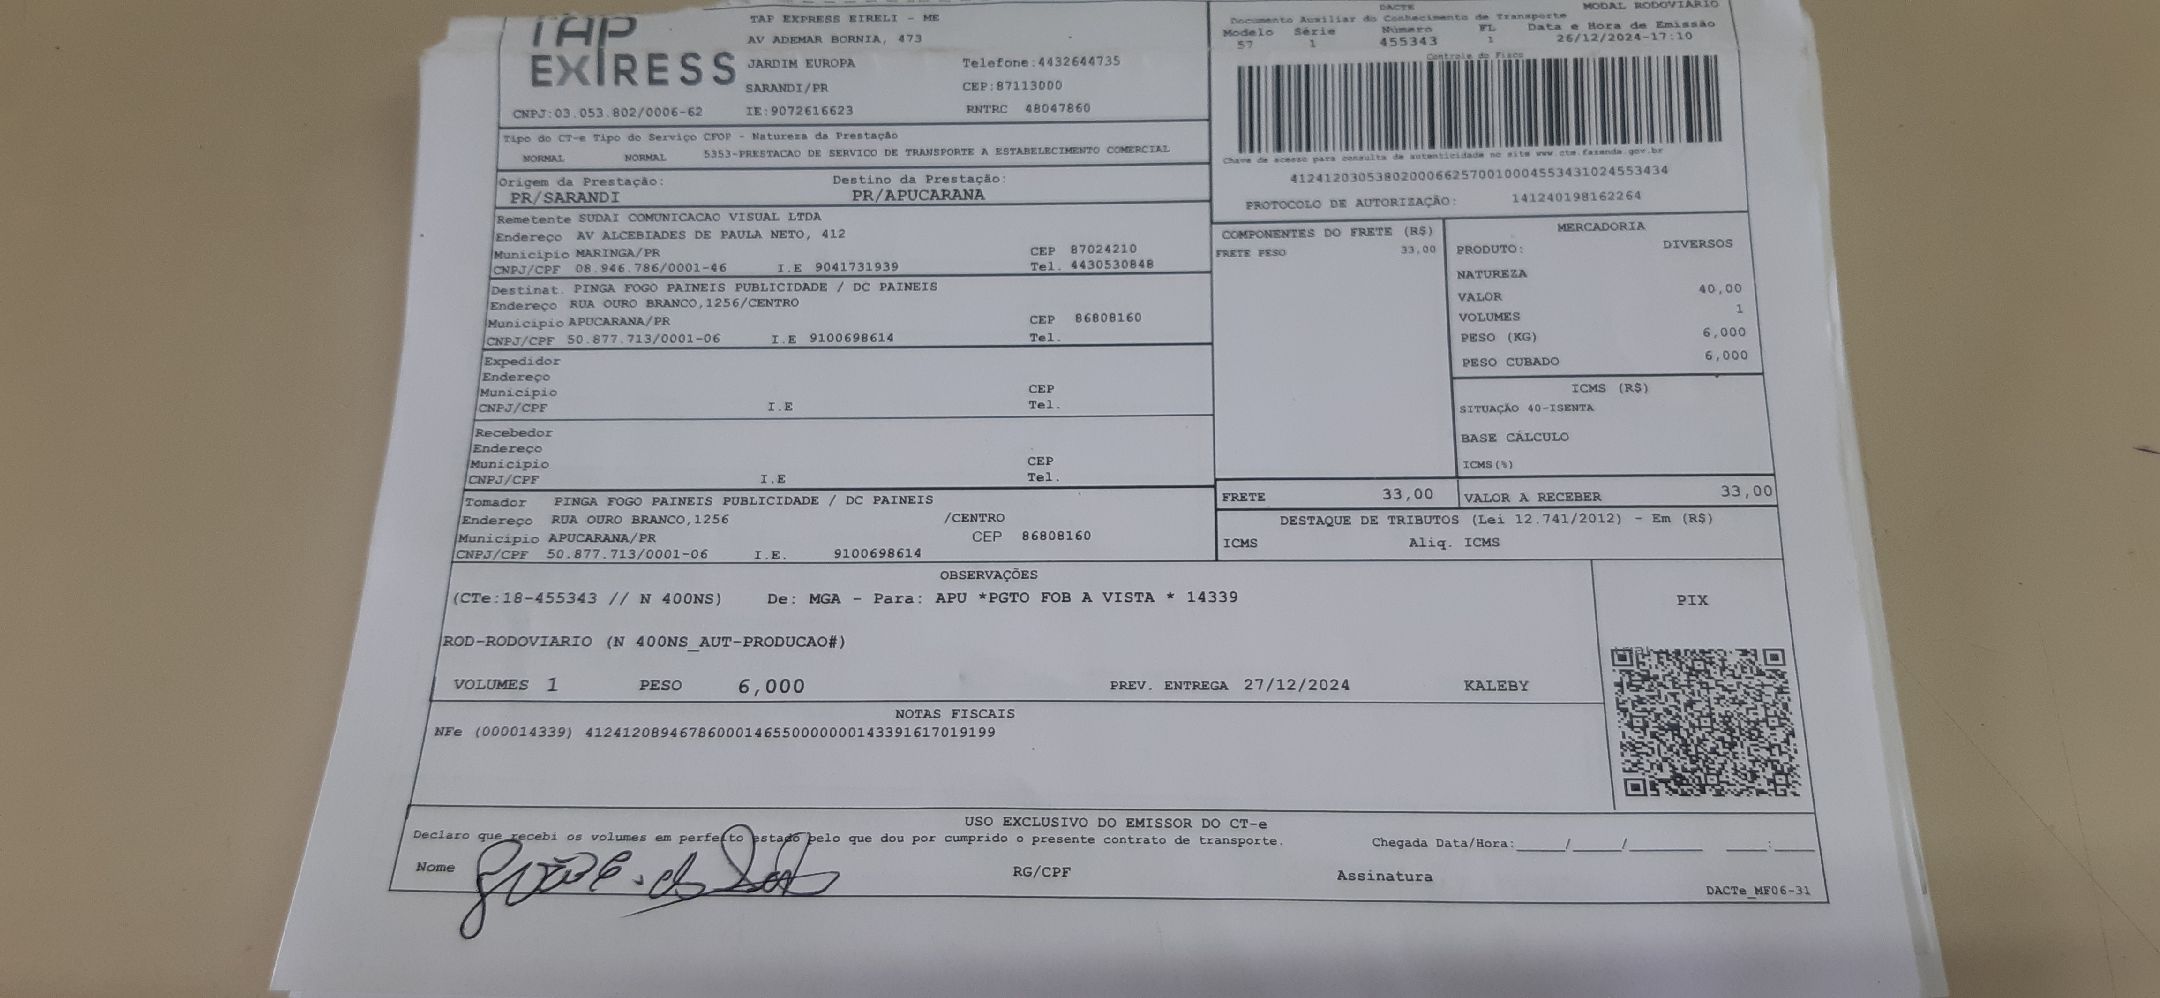 TAP
EXPRESS
TAP EXPRESS EIRELI - ME
AV ADEMAR BORNIA, 473
JARDIM EUROPA Telefone:4432644735
SARANDI/PR CEP:87113000
CNPJ:03.053.802/0006-62 IE:9072616623 RNTRC 48047860
DACTE MODAL RODOVIARIO
Documento Auxiliar do Conhecimento de Transporte
Modelo Série Número FL Data e Hora de Emissão
57 1 455343 1 26/12/2024-17:10
Controle do Fisco
Chave de acesso para consulta de autenticidade no site www.cte.fazenda.gov.br
41241203053802000662570010004553431024553434
PROTOCOLO DE AUTORIZAÇÃO: 141240198162264
Tipo do CT-e Tipo do Serviço CFOP - Natureza da Prestação
NORMAL NORMAL 5353-PRESTACAO DE SERVICO DE TRANSPORTE A ESTABELECIMENTO COMERCIAL
Origem da Prestação: Destino da Prestação:
PR/SARANDI PR/APUCARANA
Remetente SUDAI COMUNICACAO VISUAL LTDA
Endereço AV ALCEBIADES DE PAULA NETO, 412
Municipio MARINGA/PR CEP 87024210
CNPJ/CPF 08.946.786/0001-46 I.E 9041731939 Tel. 4430530848
Destinat. PINGA FOGO PAINEIS PUBLICIDADE / DC PAINEIS
Endereço RUA OURO BRANCO,1256/CENTRO
Municipio APUCARANA/PR CEP 86808160
CNPJ/CPF 50.877.713/0001-06 I.E 9100698614 Tel.
Expedidor
Endereço
Município CEP
CNPJ/CPF I.E Tel.
Recebedor
Endereço
Município CEP
CNPJ/CPF I.E Tel.
Tomador PINGA FOGO PAINEIS PUBLICIDADE / DC PAINEIS
Endereço RUA OURO BRANCO,1256 /CENTRO
Município APUCARANA/PR CEP 86808160
CNPJ/CPF 50.877.713/0001-06 I.E. 9100698614
COMPONENTES DO FRETE (R$)
FRETE PESO 33,00
MERCADORIA
PRODUTO: DIVERSOS
NATUREZA
VALOR 40,00
VOLUMES 1
PESO (KG) 6,000
PESO CUBADO 6,000
ICMS (R$)
SITUAÇÃO 40-ISENTA
BASE CÁLCULO
ICMS(%)
FRETE 33,00 VALOR A RECEBER 33,00
DESTAQUE DE TRIBUTOS (Lei 12.741/2012) - Em (R$)
ICMS Aliq. ICMS
OBSERVAÇÕES
(CTe:18-455343 // N 400NS) De: MGA - Para: APU *PGTO FOB A VISTA * 14339
ROD-RODOVIARIO (N 400NS_AUT-PRODUCAO#)
VOLUMES 1 PESO 6,000 PREV. ENTREGA 27/12/2024 KALEBY
PIX
NOTAS FISCAIS
NFe (000014339) 41241208946786000146550000000143391617019199
USO EXCLUSIVO DO EMISSOR DO CT-e
Declaro que recebi os volumes em perfeito estado pelo que dou por cumprido o presente contrato de transporte. Chegada Data/Hora:_____/_____/________ ____:____
Nome RG/CPF Assinatura
DACTe_MF06-31